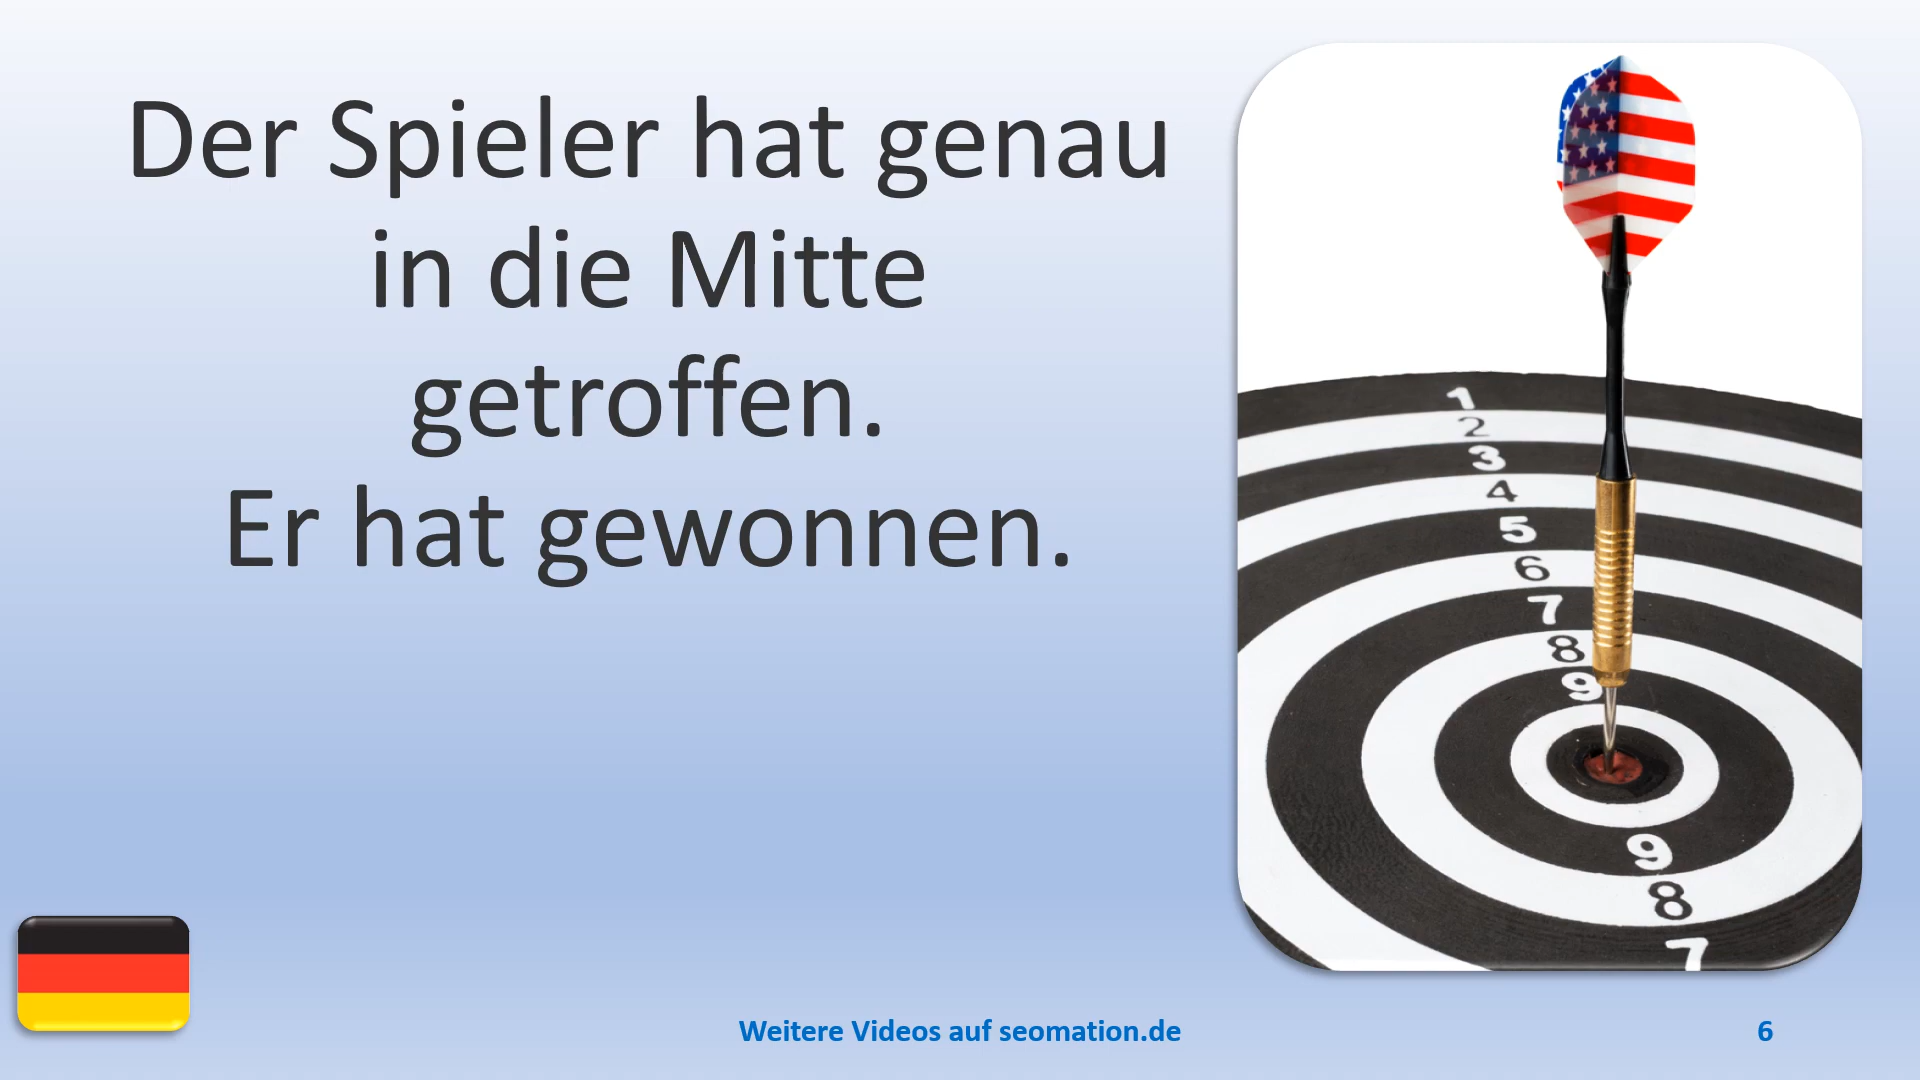 Der Spieler hat genau
in die Mitte
getroffen.
Er hat gewonnen.
1
2
3
4
5
6
7
8
9
9
8
7
Weitere Videos auf seomation.de
6